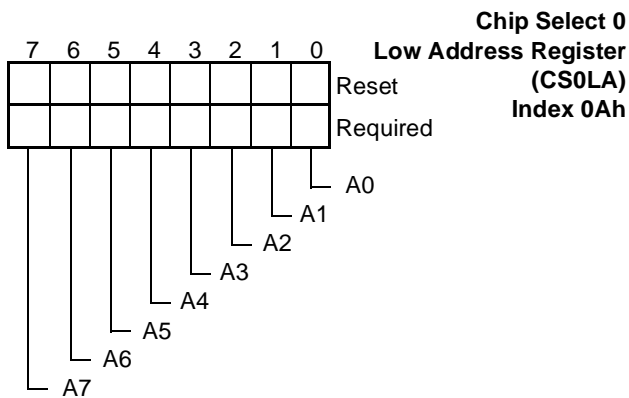 Chip Select 0
Low Address Register
(CS0LA)
Index 0Ah
7 6 5 4 3 2 1 0
Reset
Required
A0
A1
A2
A3
A4
A5
A6
A7